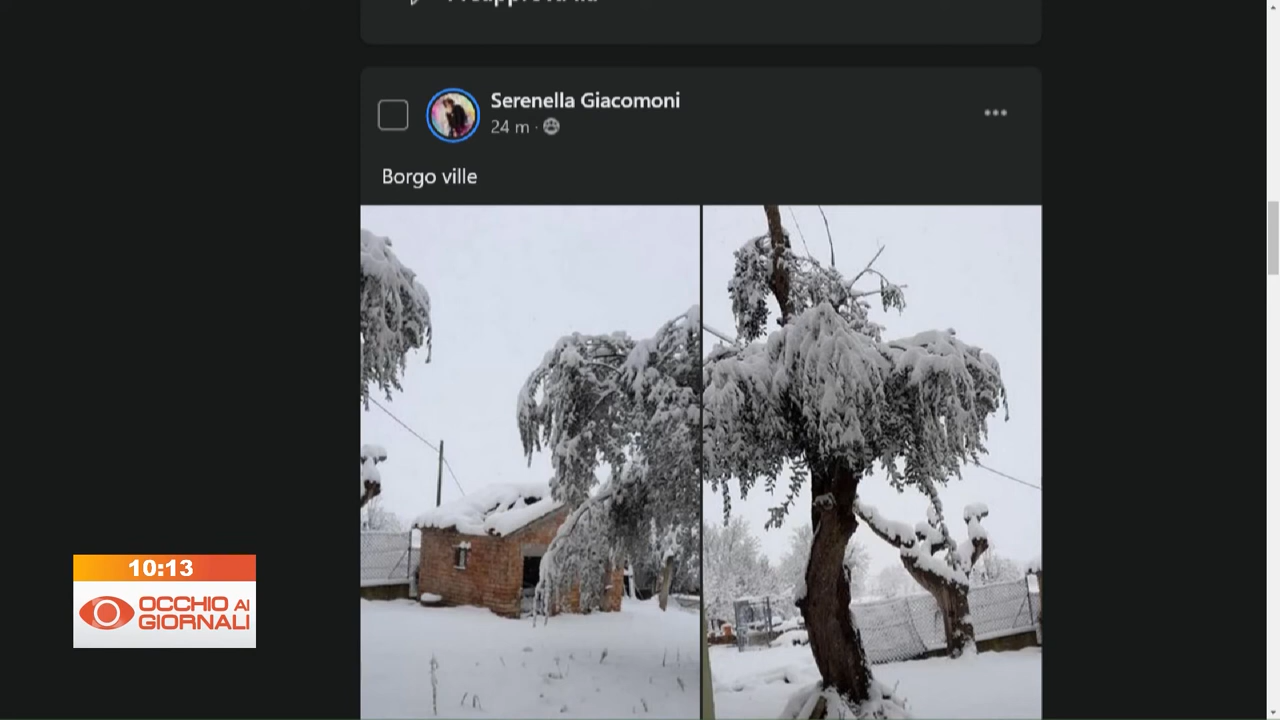 Serenella Giacomoni
24 m ·
Borgo ville
10:13
OCCHIO AI
GIORNALI